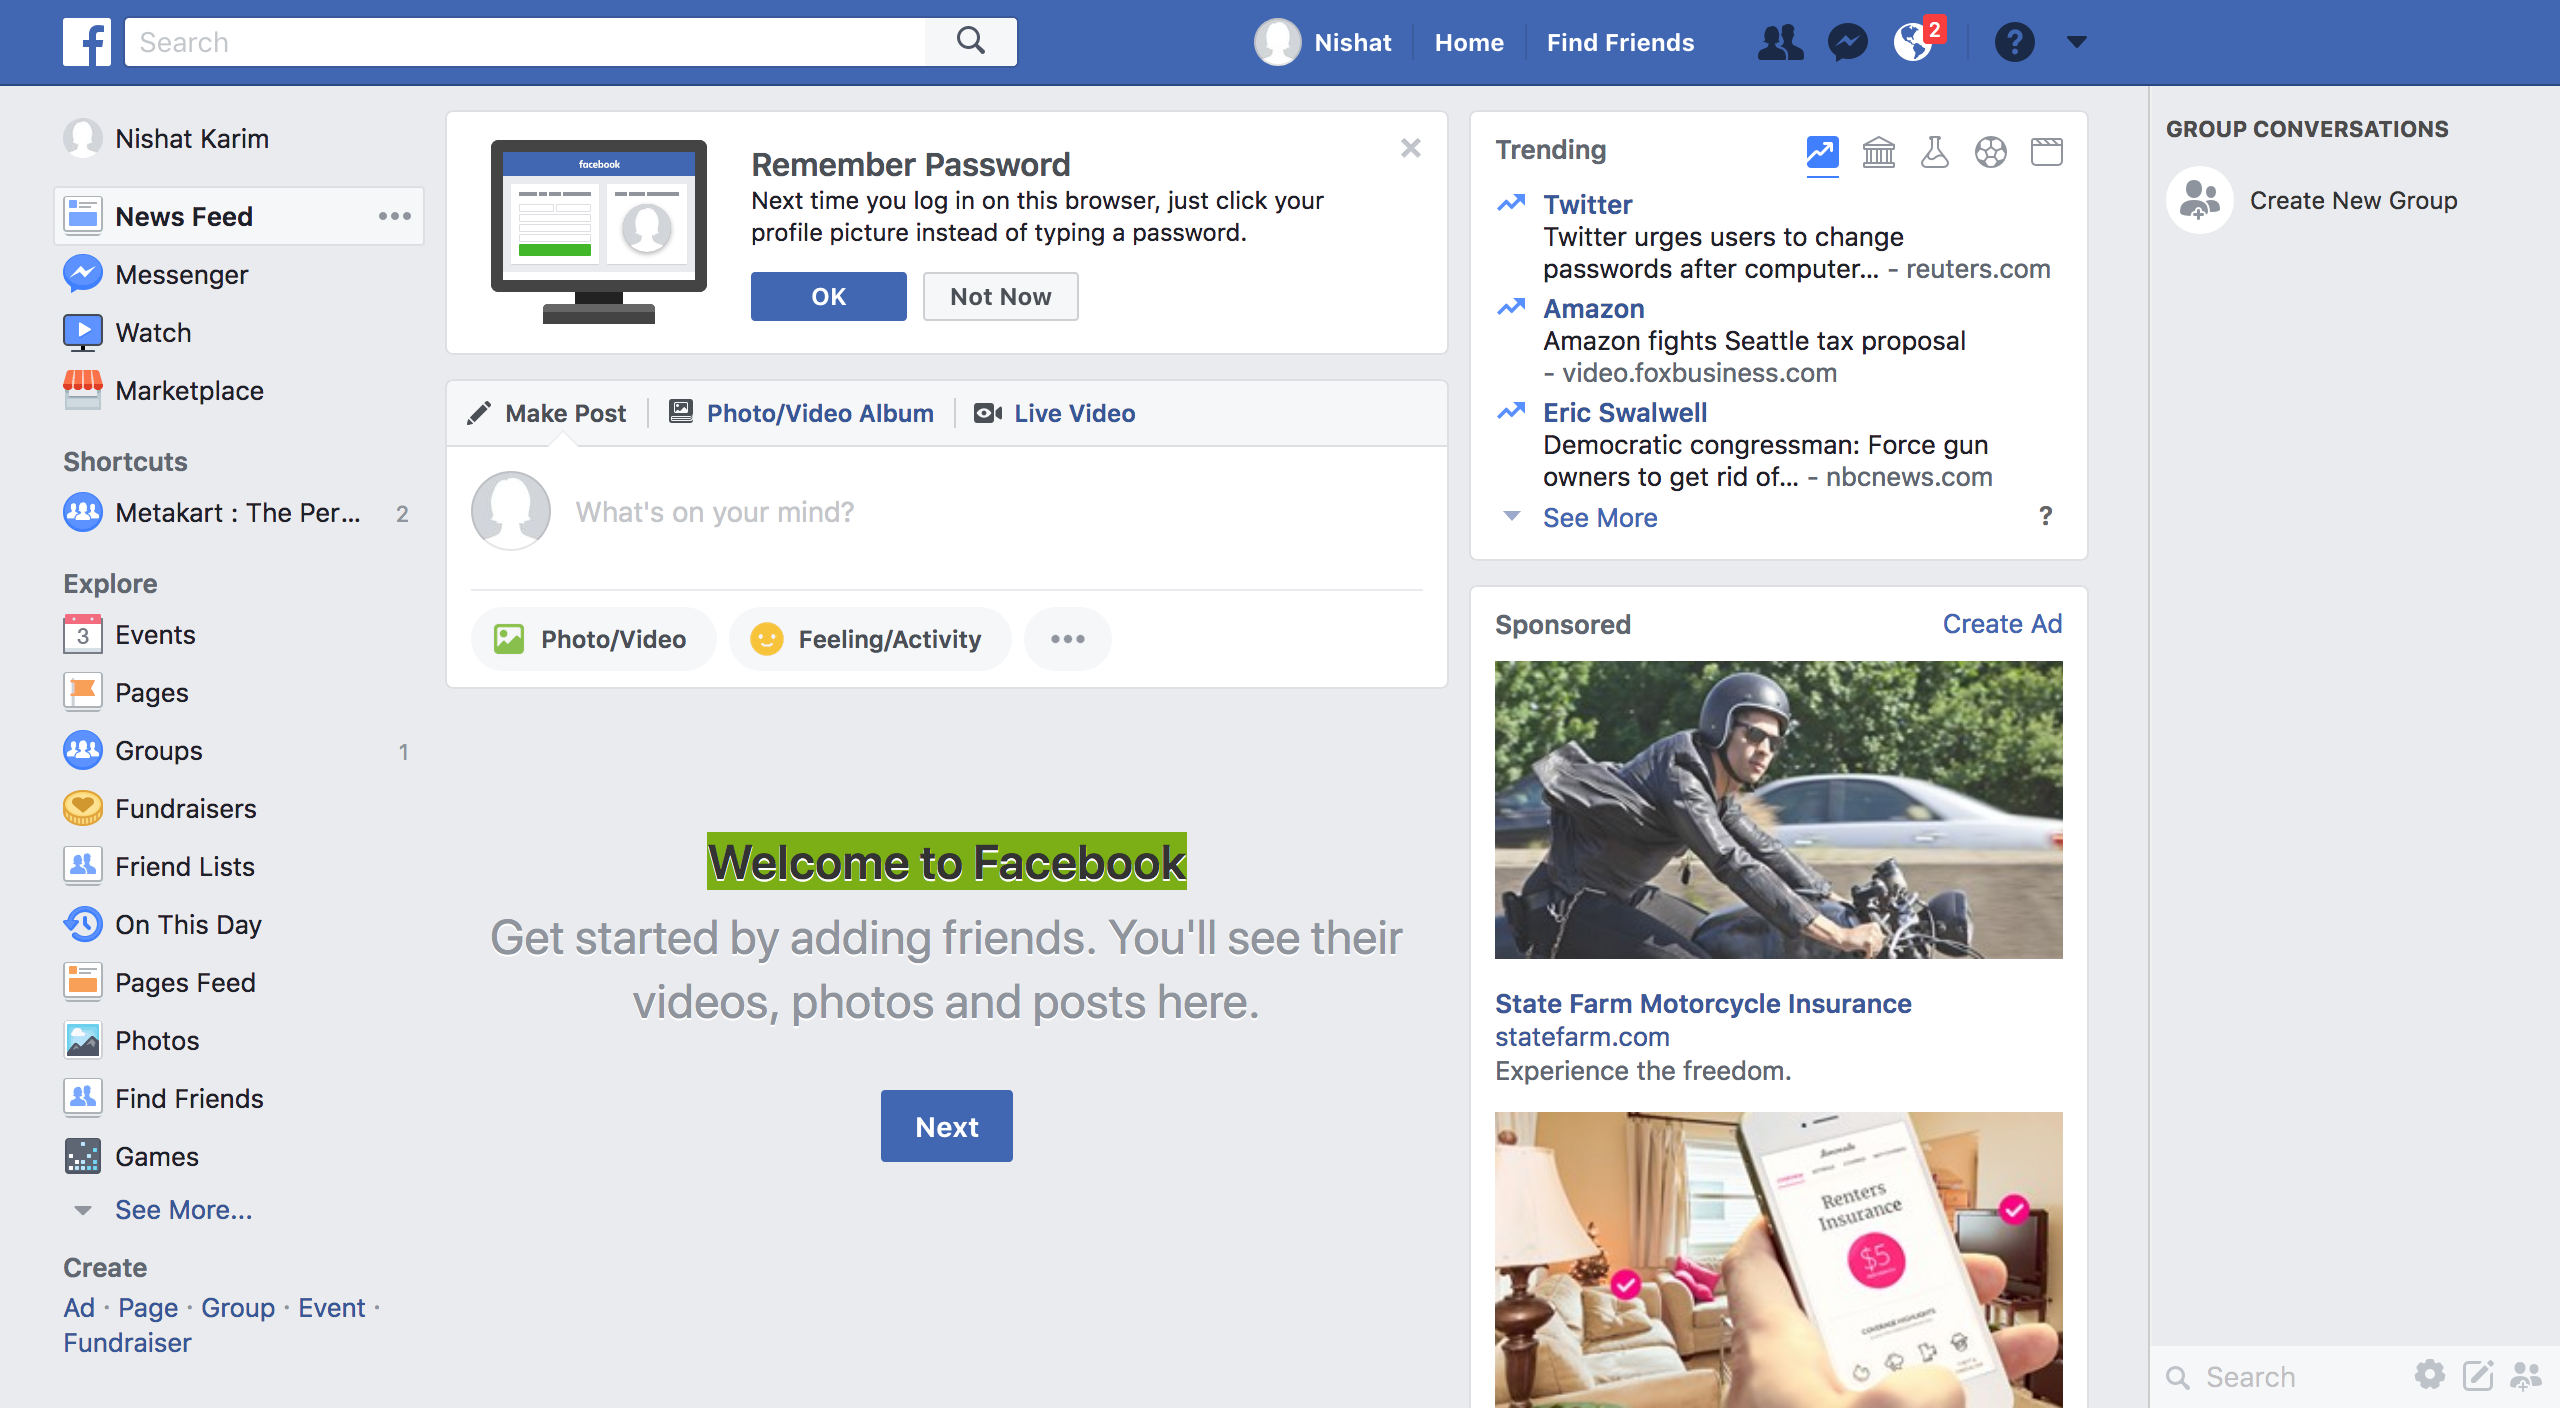 Search
Nishat
Home
Find Friends
2
?
Nishat Karim
News Feed
Messenger
Watch
Marketplace
Shortcuts
Metakart : The Per... 2
Explore
3
Events
Pages
Groups 1
Fundraisers
Friend Lists
On This Day
Pages Feed
Photos
Find Friends
Games
See More...
Create
Ad · Page · Group · Event ·
Fundraiser
facebook
Remember Password
Next time you log in on this browser, just click your
profile picture instead of typing a password.
OK
Not Now
Make Post
Photo/Video Album
Live Video
What's on your mind?
Photo/Video
Feeling/Activity
Welcome to Facebook
Get started by adding friends. You'll see their
videos, photos and posts here.
Next
Trending
Twitter
Twitter urges users to change
passwords after computer... - reuters.com
Amazon
Amazon fights Seattle tax proposal
- video.foxbusiness.com
Eric Swalwell
Democratic congressman: Force gun
owners to get rid of... - nbcnews.com
See More
?
Sponsored
Create Ad
State Farm Motorcycle Insurance
statefarm.com
Experience the freedom.
Renters
Insurance
$5
COVERAGE HIGHLIGHTS
GROUP CONVERSATIONS
Create New Group
Search